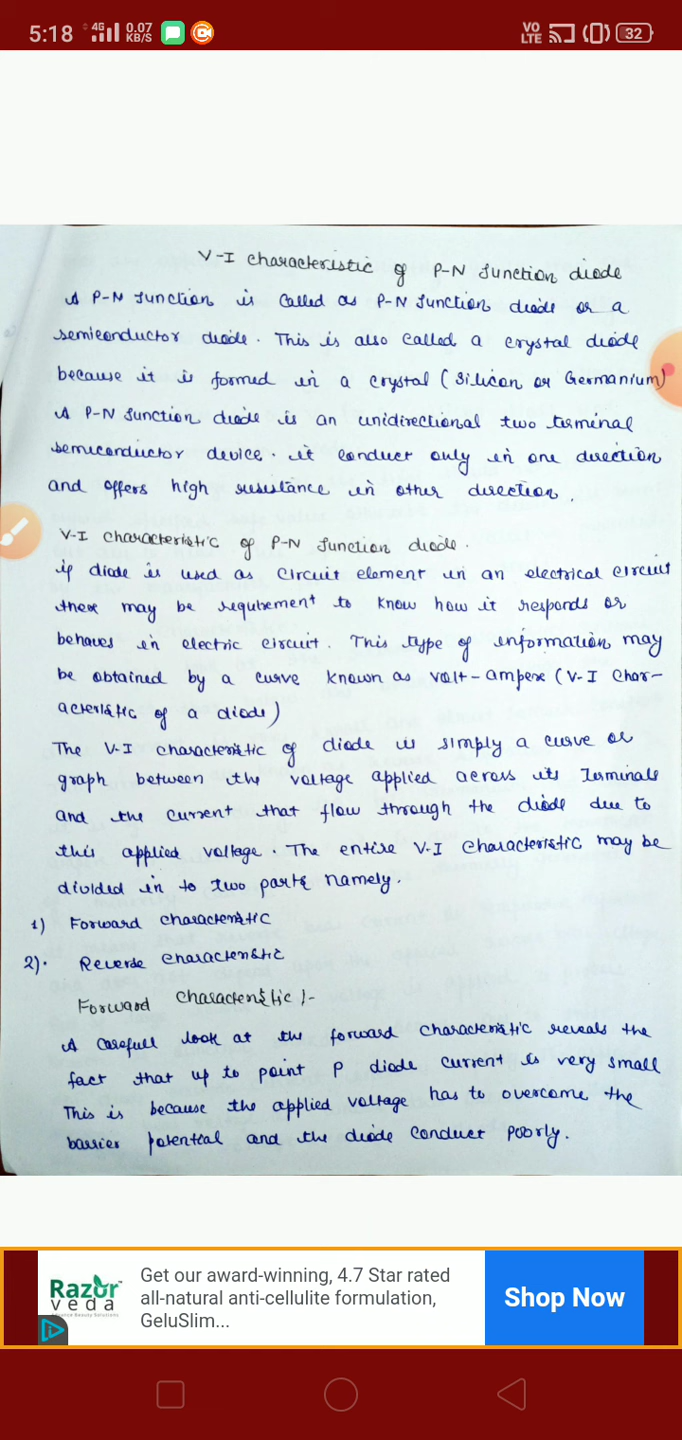 5:18 4G 0.07 KB/S VO LTE 32
V-I characteristic of P-N Junction diode
A P-N Junction is called as P-N Junction diode or a
semiconductor diode. This is also called a crystal diode
because it is formed in a crystal (Silicon or Germanium)
A P-N Junction diode is an unidirectional two terminal
semiconductor device. it conduct only in one direction
and offers high resistance in other direction.
V-I characteristic of P-N Junction diode.
if diode is used as circuit element in an electrical circuit
there may be requirement to know how it responds or
behaves in electric circuit. This type of information may
be obtained by a curve known as volt-ampere (V-I char-
acteristic of a diode)
The V-I characteristic of diode is simply a curve or
graph between the voltage applied across its Terminals
and the current that flow through the diode due to
this applied voltage. The entire V-I characteristic may be
divided in to two parts namely.
1) Forward characteristic
2). Reverse characteristic
Forward characteristic :-
A carefull look at the forward characteristic reveals the
fact that up to point P diode current is very small
This is because the applied voltage has to overcome the
barrier potential and the diode conduct poorly.
Razor veda
Get our award-winning, 4.7 Star rated
all-natural anti-cellulite formulation,
GeluSlim...
Shop Now